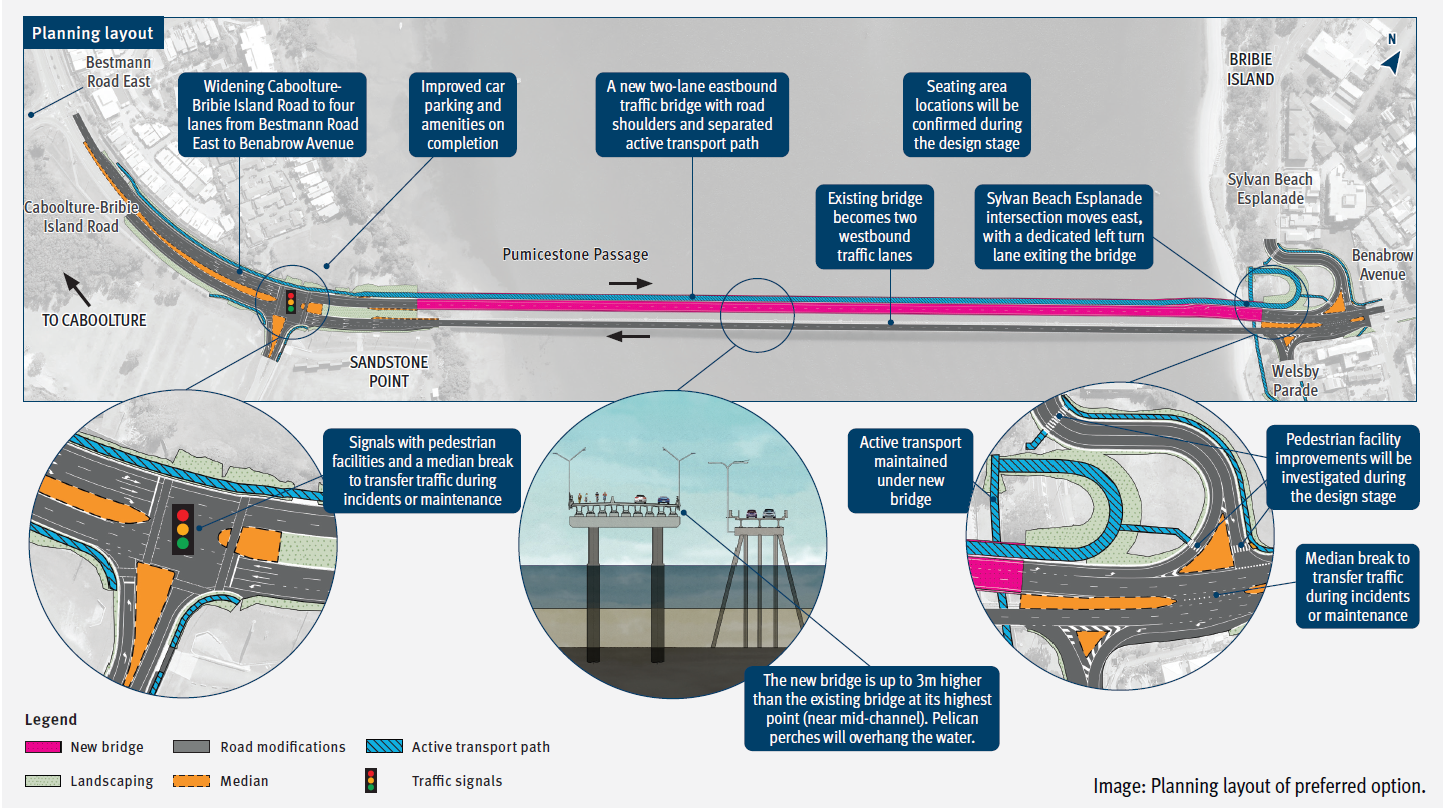 Planning layout
Bestmann
Road East
Widening Caboolture-
Bribie Island Road to four
lanes from Bestmann Road
East to Benabrow Avenue
Improved car
parking and
amenities on
completion
A new two-lane eastbound
traffic bridge with road
shoulders and separated
active transport path
Seating area
locations will be
confirmed during
the design stage
BRIBIE
ISLAND
N
Existing bridge
becomes two
westbound
traffic lanes
Sylvan Beach Esplanade
intersection moves east,
with a dedicated left turn
lane exiting the bridge
Sylvan Beach
Esplanade
Caboolture-Bribie
Island Road
Pumicestone Passage
Benabrow
Avenue
TO CABOOLTURE
SANDSTONE
POINT
Welsby
Parade
Signals with pedestrian
facilities and a median break
to transfer traffic during
incidents or maintenance
Active transport
maintained
under new
bridge
Pedestrian facility
improvements will be
investigated during
the design stage
Median break to
transfer traffic
during incidents
or maintenance
The new bridge is up to 3m higher
than the existing bridge at its highest
point (near mid-channel). Pelican
perches will overhang the water.
Legend
New bridge
Road modifications
Active transport path
Landscaping
Median
Traffic signals
Image: Planning layout of preferred option.